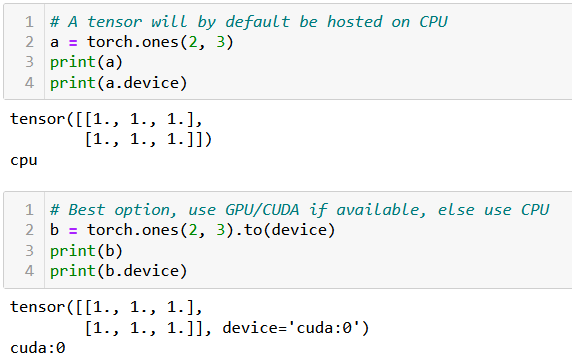 1 # A tensor will by default be hosted on CPU
2 a = torch.ones(2, 3)
3 print(a)
4 print(a.device)
tensor([[1., 1., 1.],
        [1., 1., 1.]])
cpu
1 # Best option, use GPU/CUDA if available, else use CPU
2 b = torch.ones(2, 3).to(device)
3 print(b)
4 print(b.device)
tensor([[1., 1., 1.],
        [1., 1., 1.]], device='cuda:0')
cuda:0